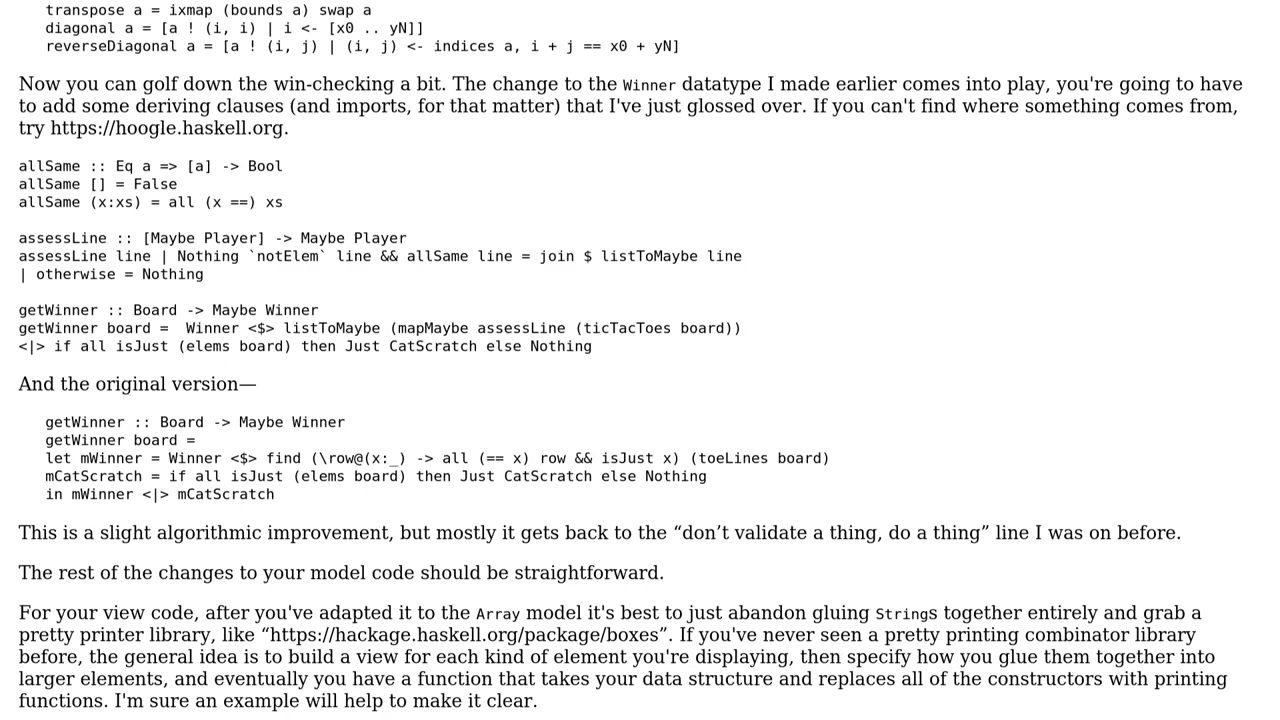 transpose a = ixmap (bounds a) swap a
diagonal a = [a ! (i, i) | i <- [x0 .. yN]]
reverseDiagonal a = [a ! (i, j) | (i, j) <- indices a, i + j == x0 + yN]
Now you can golf down the win-checking a bit. The change to the Winner datatype I made earlier comes into play, you're going to have
to add some deriving clauses (and imports, for that matter) that I've just glossed over. If you can't find where something comes from,
try https://hoogle.haskell.org.
allSame :: Eq a => [a] -> Bool
allSame [] = False
allSame (x:xs) = all (x ==) xs
assessLine :: [Maybe Player] -> Maybe Player
assessLine line | Nothing `notElem` line && allSame line = join $ listToMaybe line
| otherwise = Nothing
getWinner :: Board -> Maybe Winner
getWinner board =  Winner <$> listToMaybe (mapMaybe assessLine (ticTacToes board))
<|> if all isJust (elems board) then Just CatScratch else Nothing
And the original version—
getWinner :: Board -> Maybe Winner
getWinner board =
let mWinner = Winner <$> find (\row@(x:_) -> all (== x) row && isJust x) (toeLines board)
mCatScratch = if all isJust (elems board) then Just CatScratch else Nothing
in mWinner <|> mCatScratch
This is a slight algorithmic improvement, but mostly it gets back to the “don’t validate a thing, do a thing” line I was on before.
The rest of the changes to your model code should be straightforward.
For your view code, after you've adapted it to the Array model it's best to just abandon gluing Strings together entirely and grab a
pretty printer library, like “https://hackage.haskell.org/package/boxes”. If you've never seen a pretty printing combinator library
before, the general idea is to build a view for each kind of element you're displaying, then specify how you glue them together into
larger elements, and eventually you have a function that takes your data structure and replaces all of the constructors with printing
functions. I'm sure an example will help to make it clear.